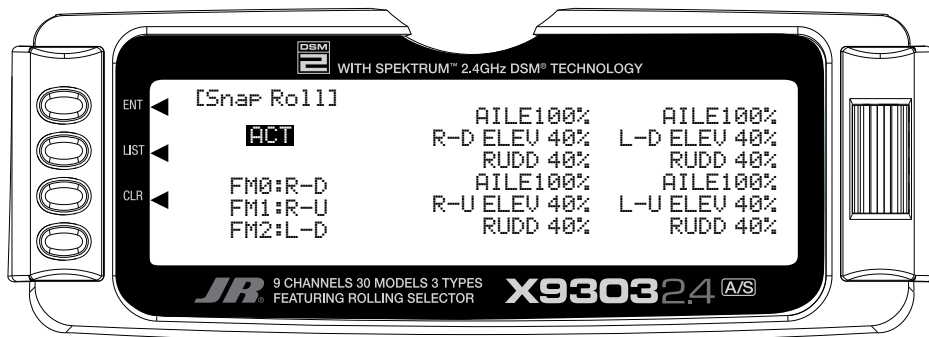 DSM
2
WITH SPEKTRUM™ 2.4GHz DSM® TECHNOLOGY
ENT
LIST
CLR
[Snap Roll]
ACT
FM0:R-D
FM1:R-U
FM2:L-D
AILE100%
R-D ELEV 40%
RUDD 40%
AILE100%
R-U ELEV 40%
RUDD 40%
AILE100%
L-D ELEV 40%
RUDD 40%
AILE100%
L-U ELEV 40%
RUDD 40%
JR®
9 CHANNELS 30 MODELS 3 TYPES
FEATURING ROLLING SELECTOR
X9303 2.4 A/S